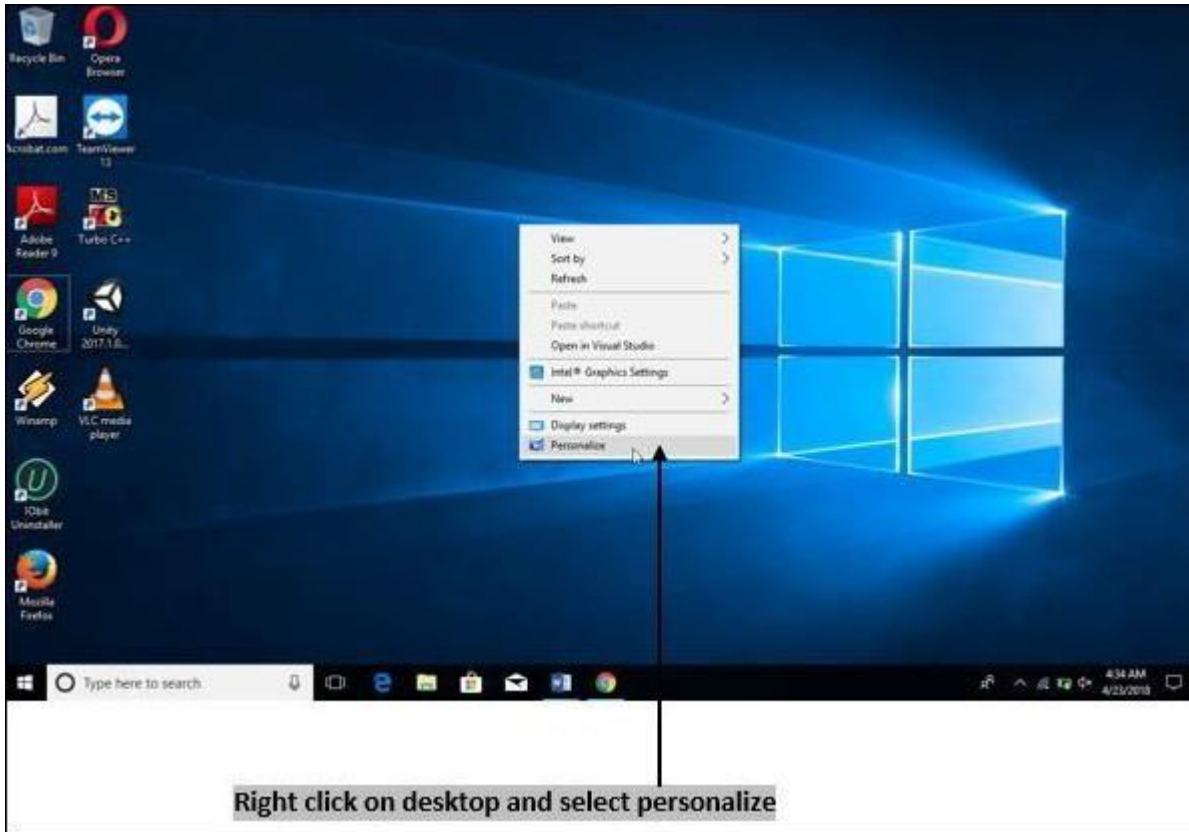 Recycle Bin
Opera
Browser
Acrobat.com
TeamViewer
13
Adobe
Reader 9
MS
Turbo C++
Google
Chrome
Unity
2017.1.0...
Winamp
VLC media
player
IObit
Uninstaller
Mozilla
Firefox
View
Sort by
Refresh
Paste
Paste shortcut
Open in Visual Studio
Intel® Graphics Settings
New
Display settings
Personalize
Type here to search
4:34 AM
4/23/2018
Right click on desktop and select personalize